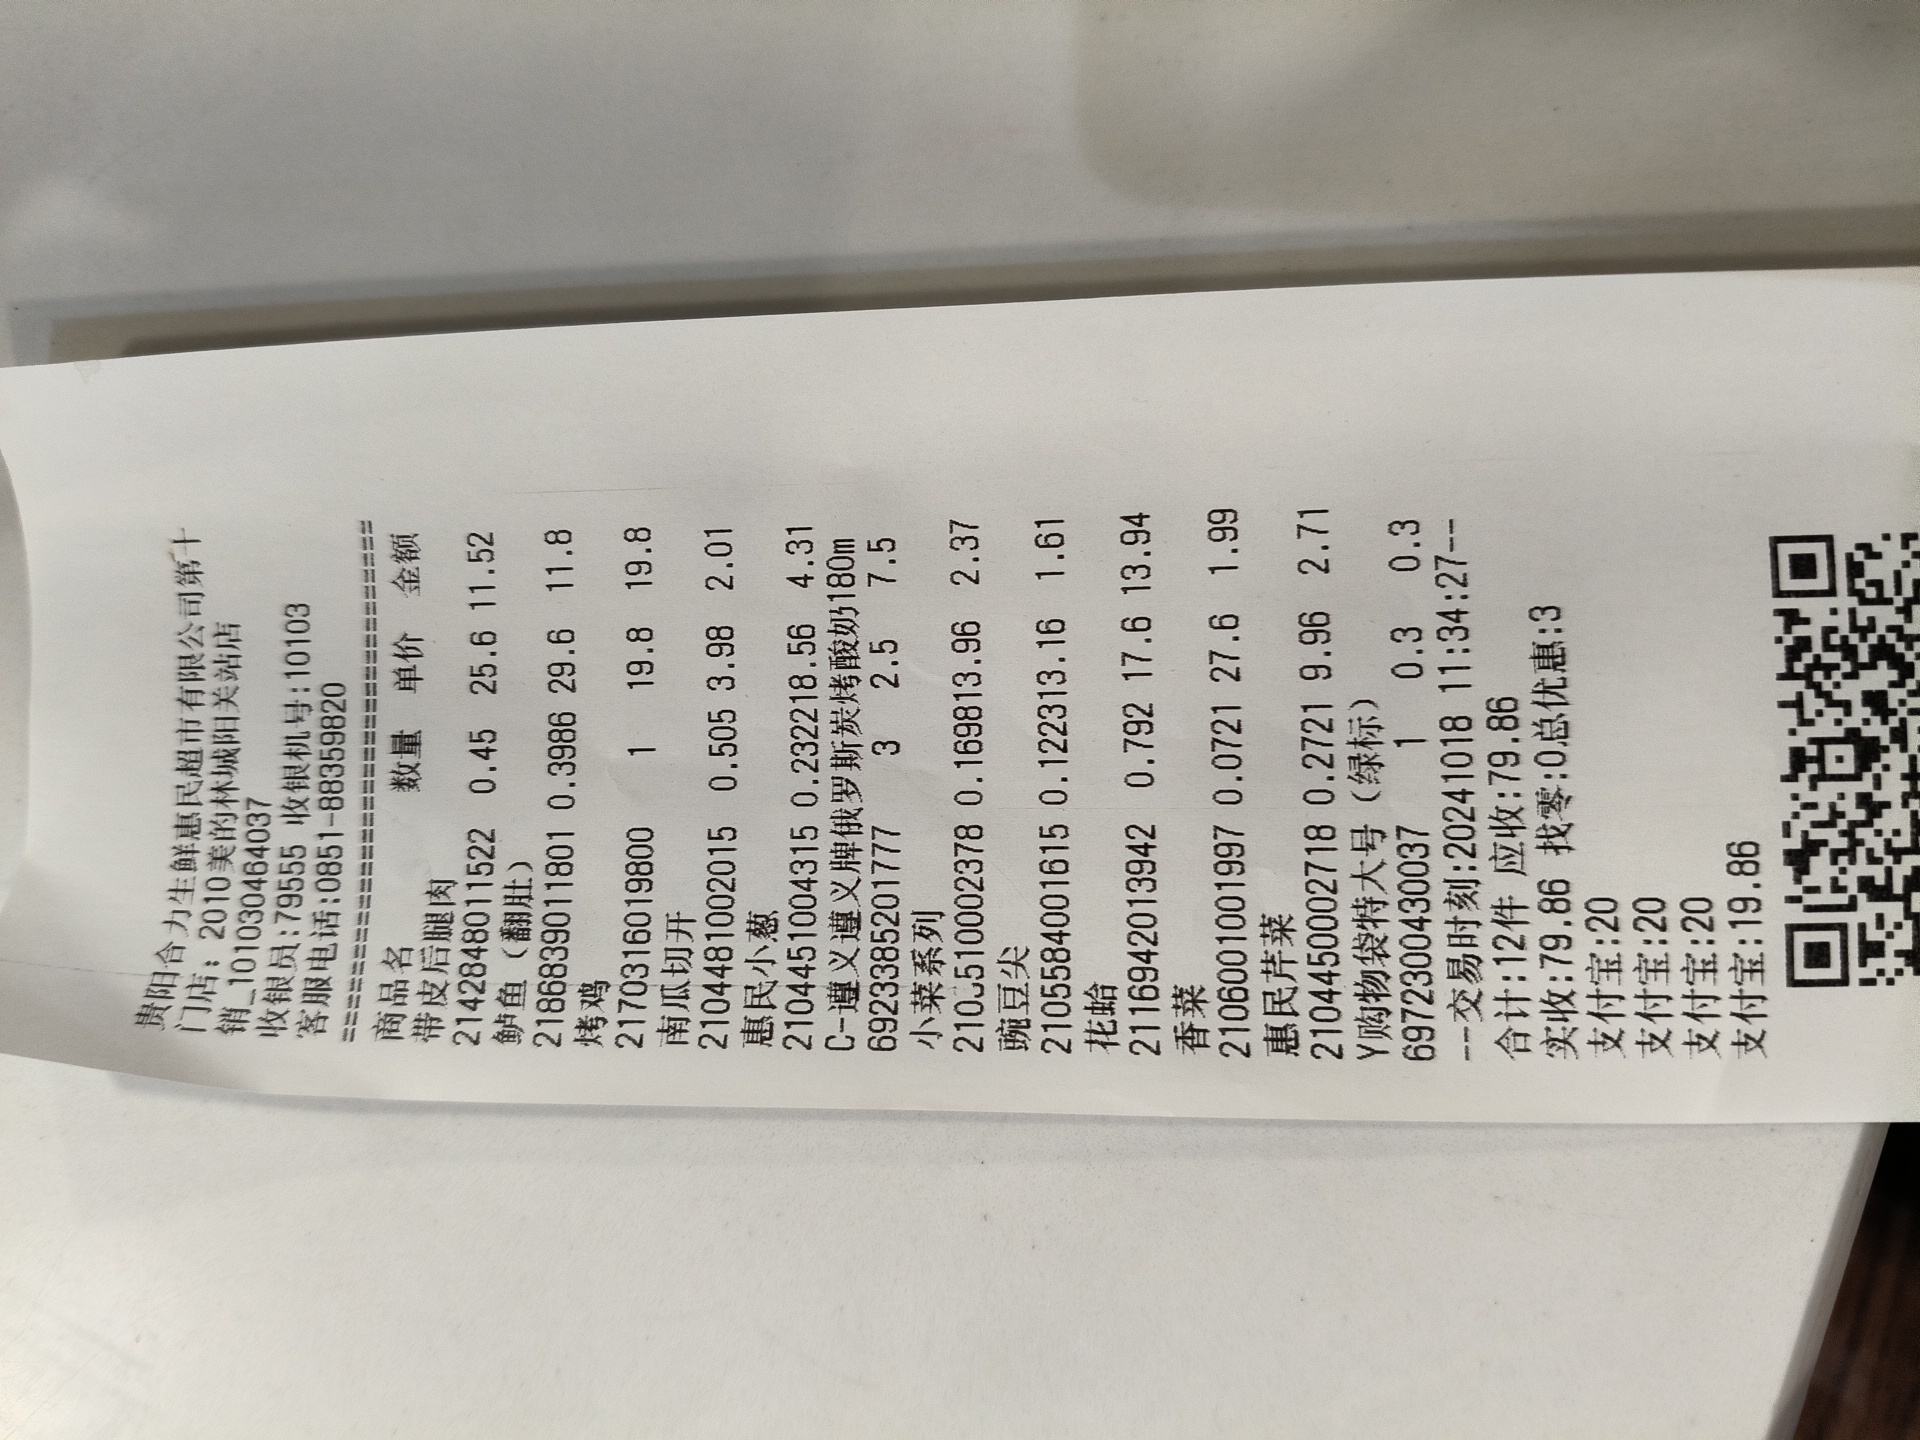 贵阳合力生鲜惠民超市有限公司第十
门店: 2010美的林城阳关站店
销_101030464037
收银员:79555 收银机号:10103
客服电话:0851-88359820
================================
商品名 数量 单价 金额
带皮后腿肉
2142848011522 0.45 25.6 11.52
鲈鱼（翻肚）
2186839011801 0.3986 29.6 11.8
烤鸡
2170316019800 1 19.8 19.8
南瓜切开
2104481002015 0.505 3.98 2.01
惠民小葱
2104451004315 0.232218.56 4.31
C-遵义遵义牌俄罗斯炭烤酸奶180m
6923385201777 3 2.5 7.5
小菜系列
2103510002378 0.169813.96 2.37
豌豆尖
2105584001615 0.122313.16 1.61
花蛤
2116942013942 0.792 17.6 13.94
香菜
2106001001997 0.0721 27.6 1.99
惠民芹菜
2104450002718 0.2721 9.96 2.71
Y购物袋特大号（绿标）
6972300430037 1 0.3 0.3
---交易时刻:20241018 11:34:27--
合计:12件 应收:79.86
实收:79.86 找零:0总优惠:3
支付宝:20
支付宝:20
支付宝:20
支付宝:19.86